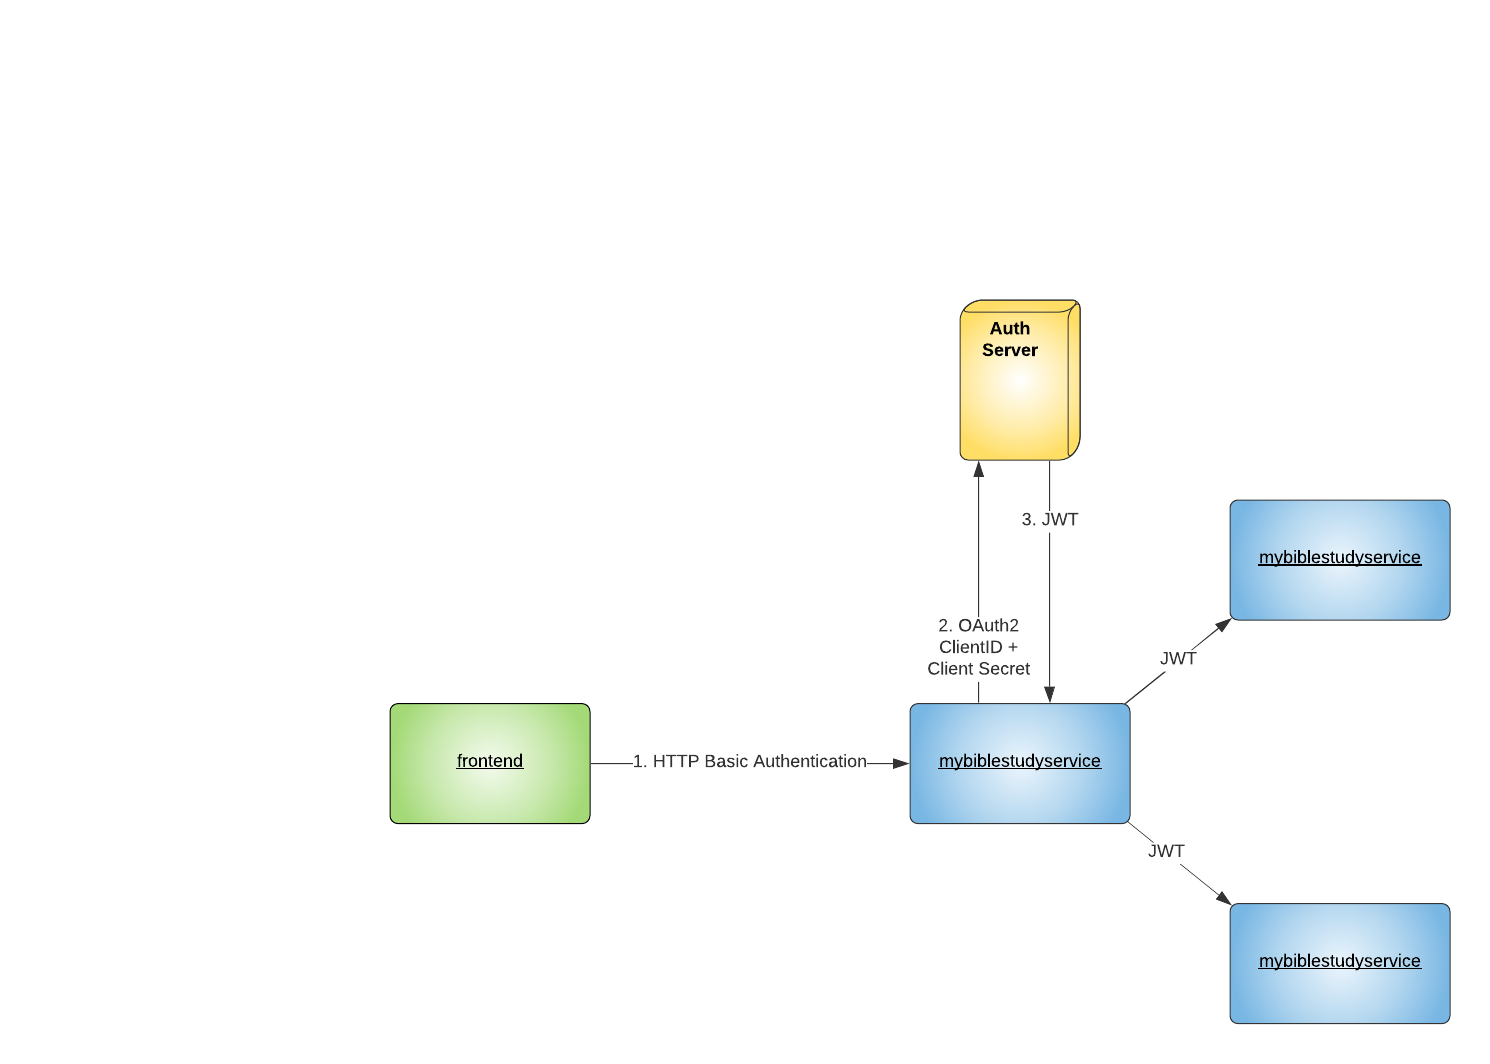 Auth
Server
3. JWT
mybiblestudyservice
2. OAuth2
ClientID +
Client Secret
JWT
frontend
1. HTTP Basic Authentication
mybiblestudyservice
JWT
mybiblestudyservice